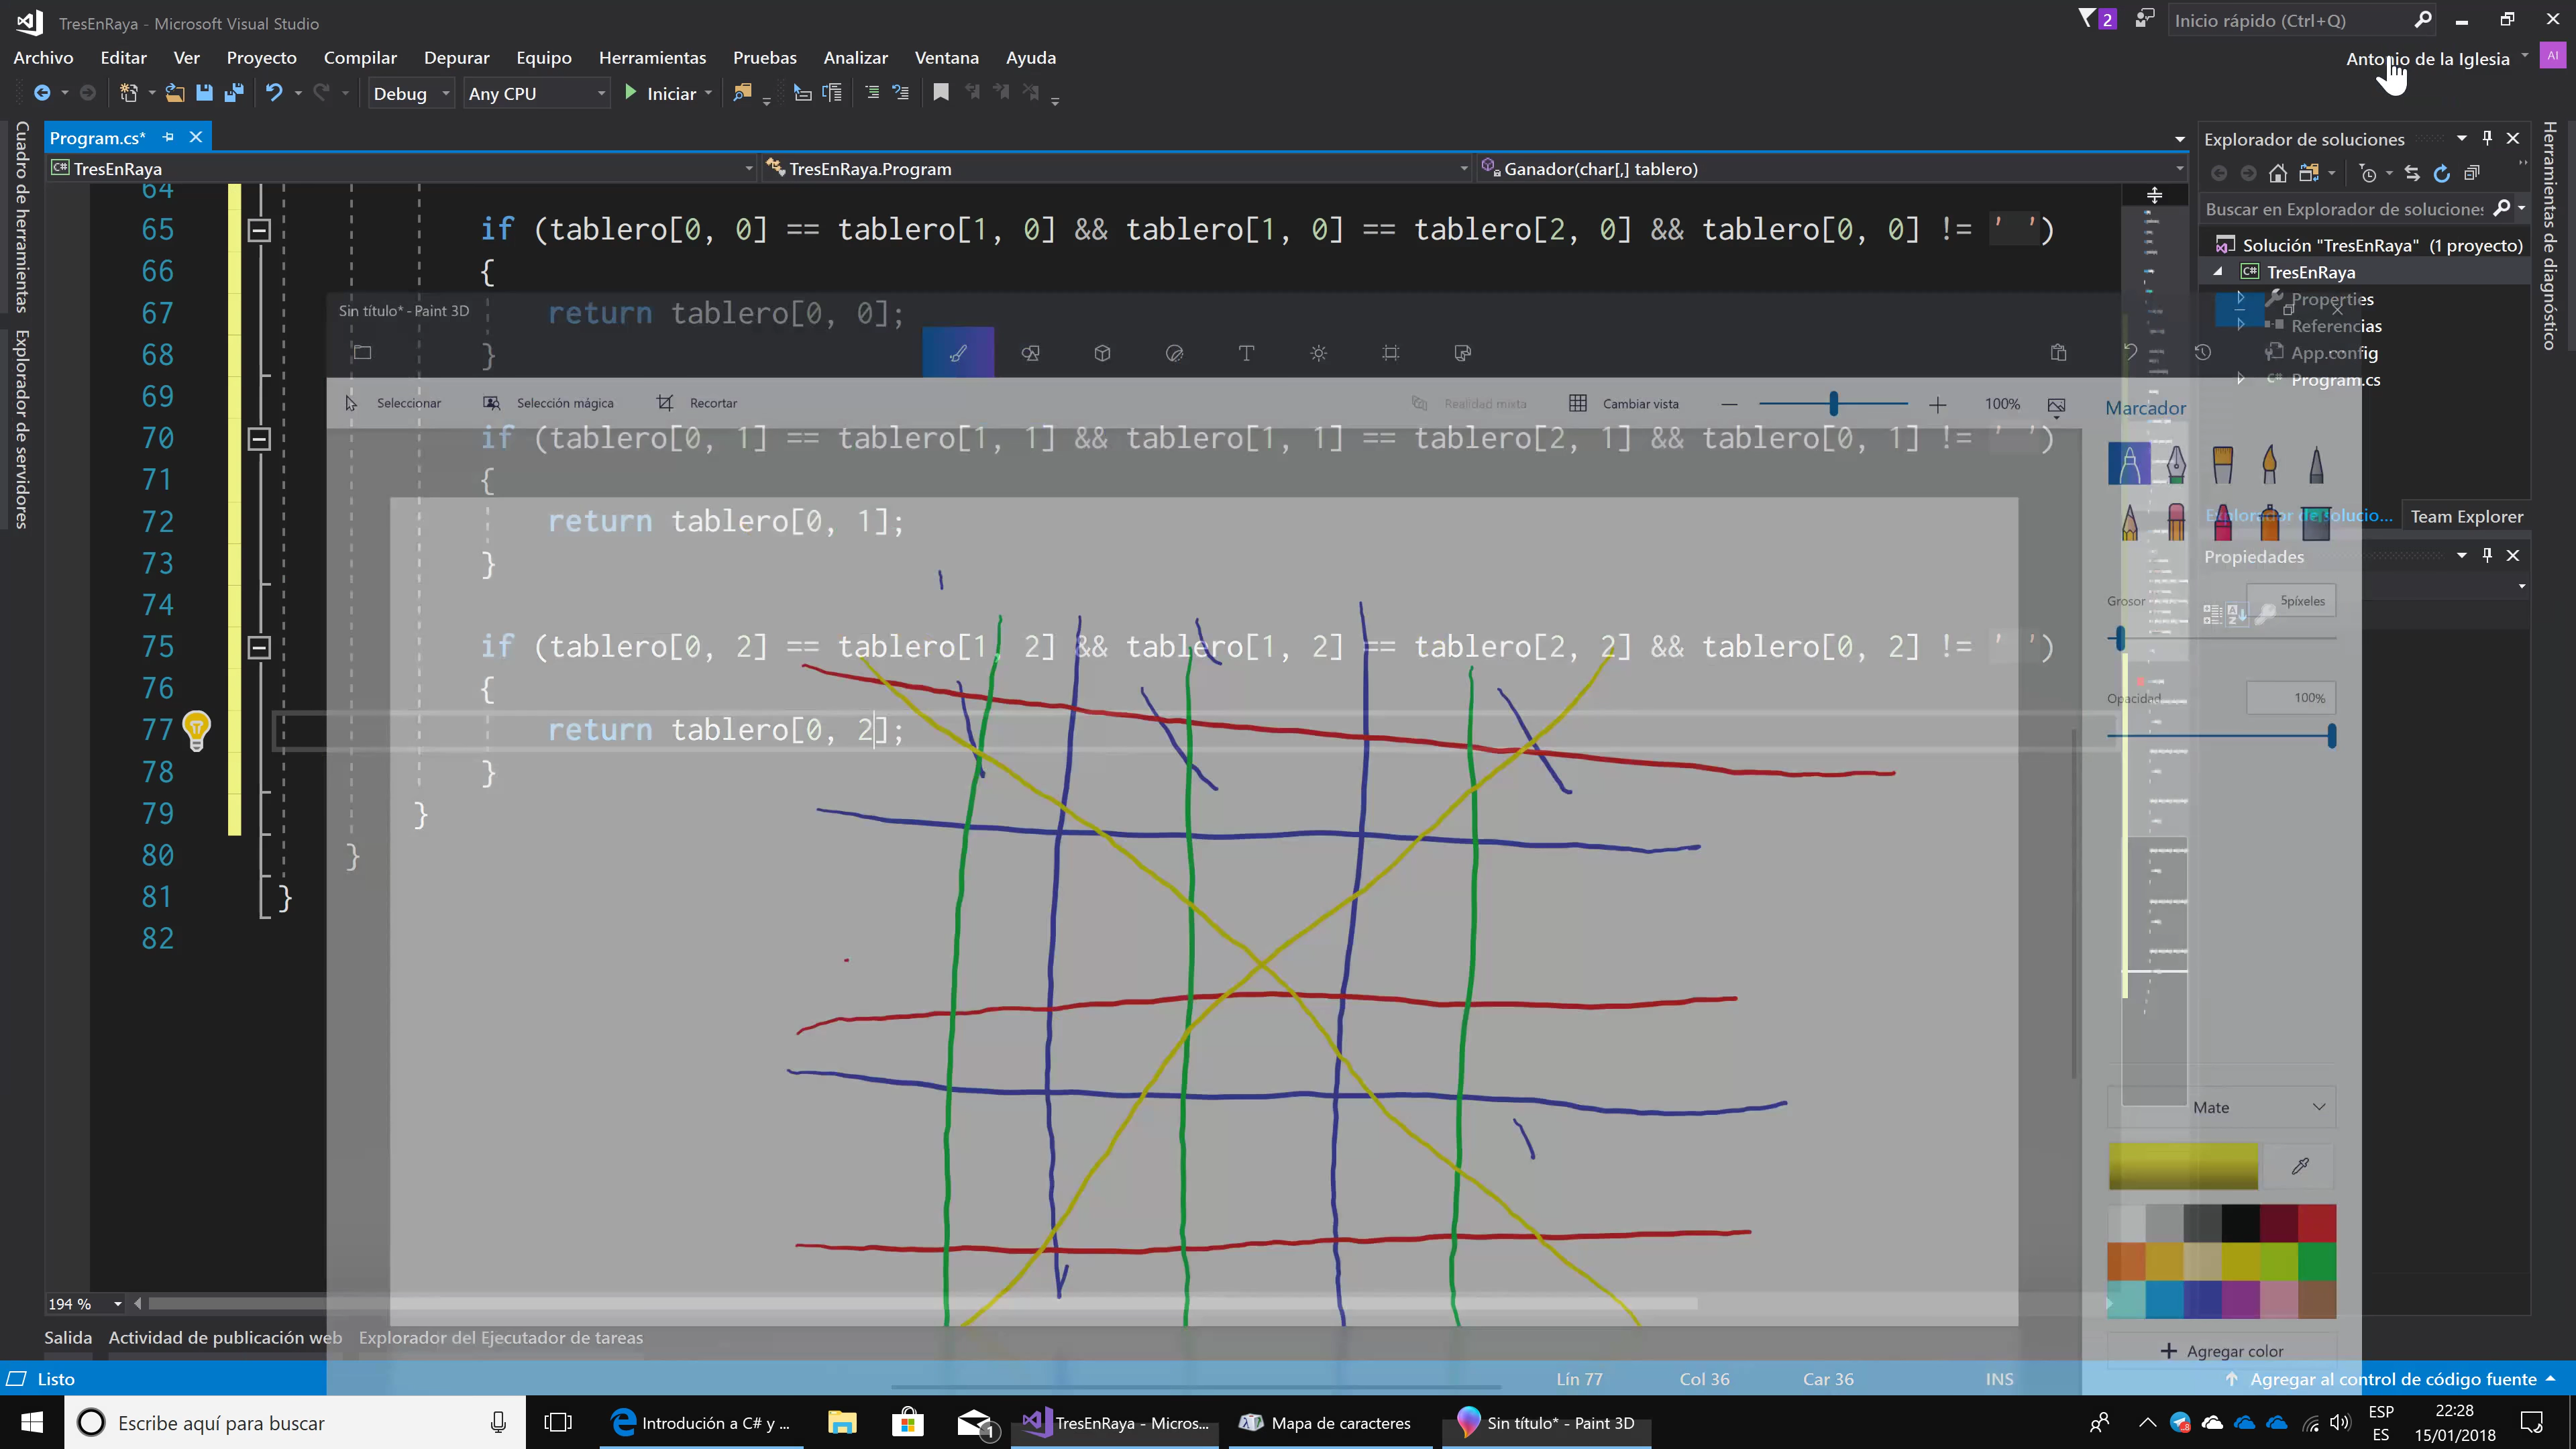 TresEnRaya - Microsoft Visual Studio
2
Inicio rápido (Ctrl+Q)
Archivo Editar Ver Proyecto Compilar Depurar Equipo Herramientas Pruebas Analizar Ventana Ayuda
Antonio de la Iglesia
AI
Debug Any CPU Iniciar
Cuadro de herramientas
Explorador de servidores
Program.cs*
TresEnRaya
TresEnRaya.Program
Ganador(char[,] tablero)
64
65 if (tablero[0, 0] == tablero[1, 0] && tablero[1, 0] == tablero[2, 0] && tablero[0, 0] != ' ')
66 {
67 return tablero[0, 0];
68 }
69
70 if (tablero[0, 1] == tablero[1, 1] && tablero[1, 1] == tablero[2, 1] && tablero[0, 1] != ' ')
71 {
72 return tablero[0, 1];
73 }
74
75 if (tablero[0, 2] == tablero[1, 2] && tablero[1, 2] == tablero[2, 2] && tablero[0, 2] != ' ')
76 {
77 return tablero[0, 2];
78 }
79 }
80 }
81 }
82
Sin título* - Paint 3D
Seleccionar Selección mágica Recortar Realidad mixta Cambiar vista 100%
Marcador
Grosor 5píxeles
Opacidad 100%
Mate
Agregar color
Explorador de soluciones
Buscar en Explorador de soluciones
Solución "TresEnRaya" (1 proyecto)
TresEnRaya
Properties
Referencias
App.config
Program.cs
Explorador de solucio... Team Explorer
Propiedades
Herramientas de diagnóstico
194 %
Salida Actividad de publicación web Explorador del Ejecutador de tareas
Listo Lín 77 Col 36 Car 36 INS Agregar al control de código fuente
Escribe aquí para buscar
Introducción a C# y ...
1
TresEnRaya - Micros...
Mapa de caracteres
Sin título* - Paint 3D
ESP
ES
22:28
15/01/2018